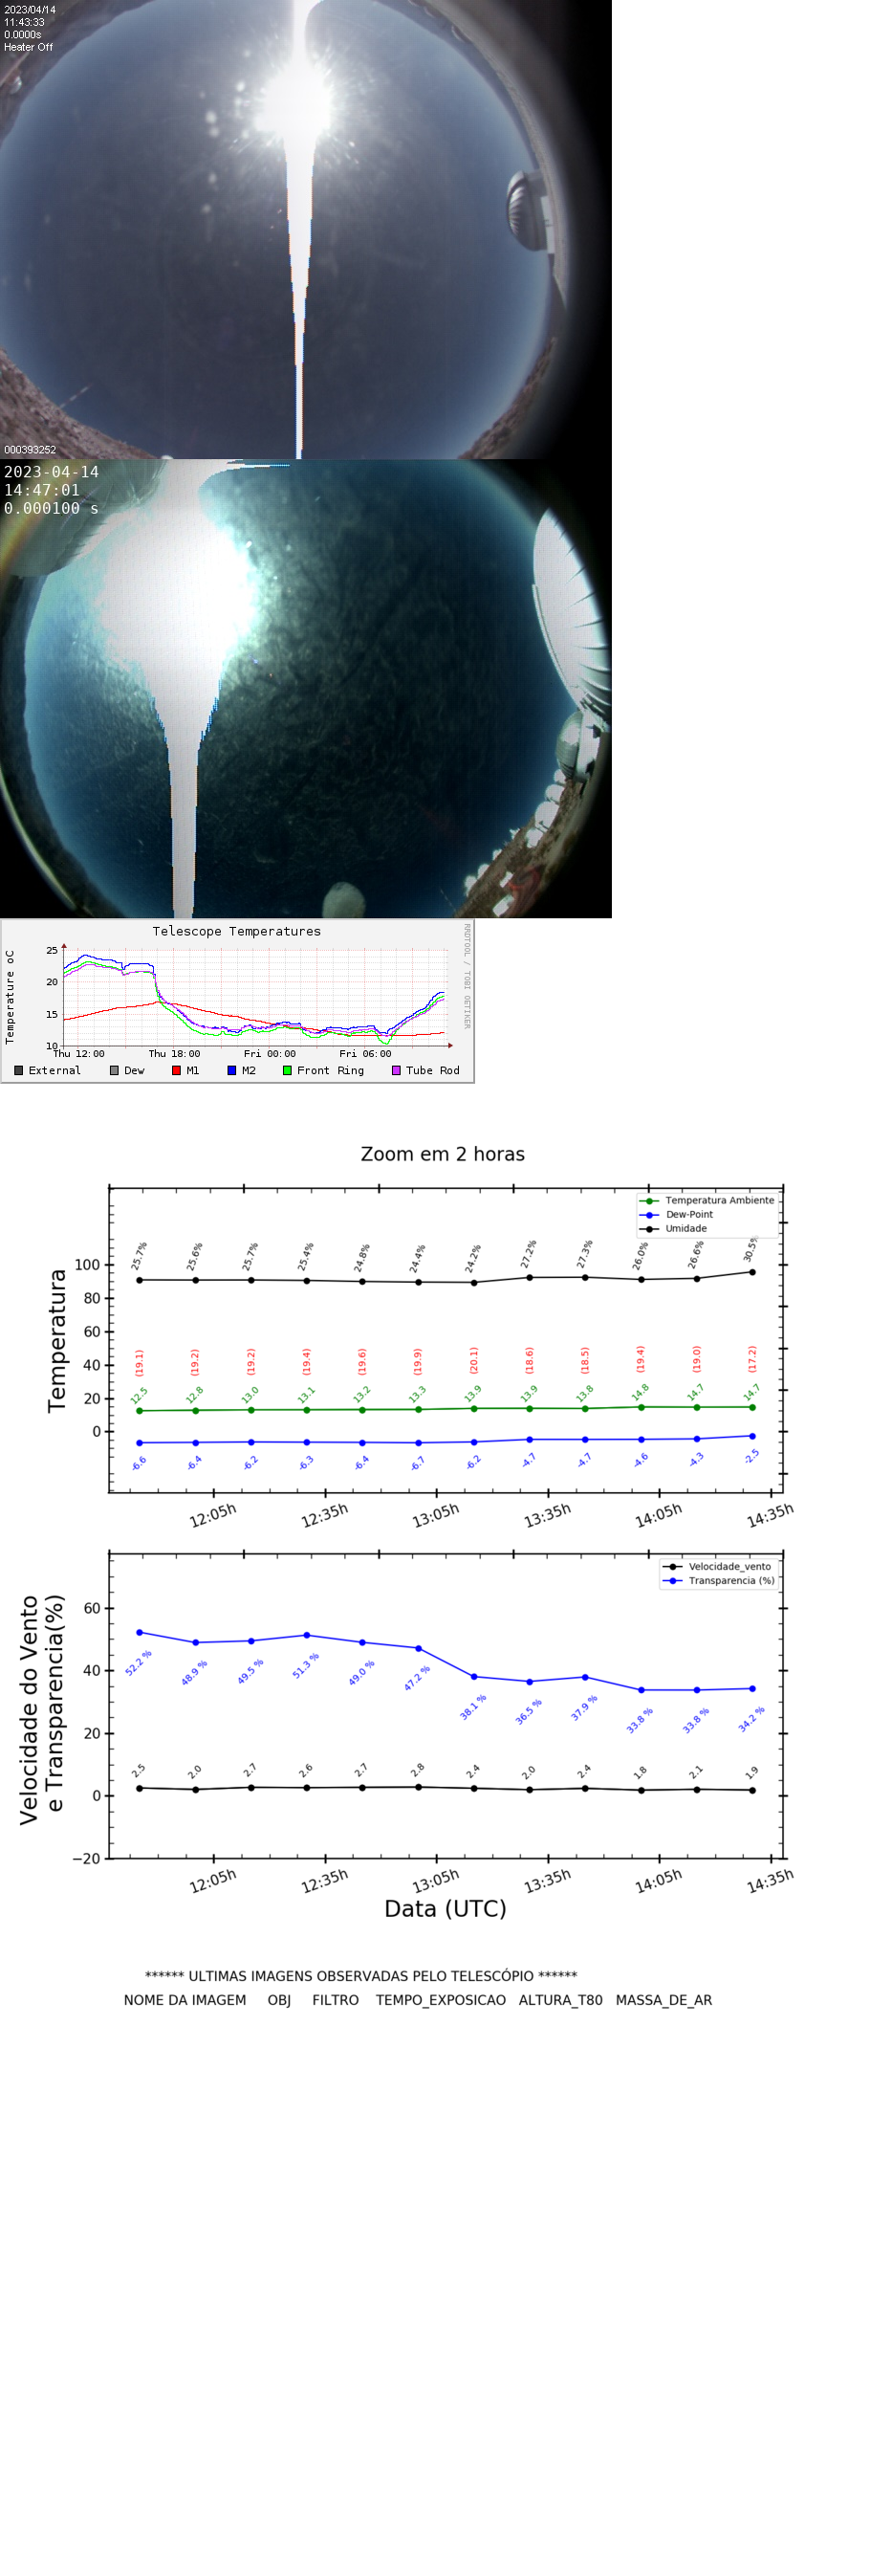 2023/04/14
11:43:33
0.0000s
Heater Off
000393252
2023-04-14
14:47:01
0.000100 s
Telescope Temperatures
RRDTOOL / TOBI OETIKER
Temperature oC
25
20
15
10
Thu 12:00 Thu 18:00 Fri 00:00 Fri 06:00
External Dew M1 M2 Front Ring Tube Rod
Zoom em 2 horas
Temperatura Ambiente
Dew-Point
Umidade
Temperatura
100
80
60
40
20
0
25.7% 25.6% 25.7% 25.4% 24.8% 24.4% 24.2% 27.2% 27.3% 26.0% 26.6% 30.5%
(19.1) (19.2) (19.2) (19.4) (19.6) (19.9) (20.1) (18.6) (18.5) (19.4) (19.0) (17.2)
12.5 12.8 13.0 13.1 13.2 13.3 13.9 13.9 13.8 14.8 14.7 14.7
-6.6 -6.4 -6.2 -6.3 -6.4 -6.7 -6.2 -4.7 -4.7 -4.6 -4.3 -2.5
12:05h 12:35h 13:05h 13:35h 14:05h 14:35h
Velocidade_vento
Transparencia (%)
Velocidade do Vento
e Transparencia(%)
60
40
20
0
−20
52.2 % 48.9 % 49.5 % 51.3 % 49.0 % 47.2 % 38.1 % 36.5 % 37.9 % 33.8 % 33.8 % 34.2 %
2.5 2.0 2.7 2.6 2.7 2.8 2.4 2.0 2.4 1.8 2.1 1.9
12:05h 12:35h 13:05h 13:35h 14:05h 14:35h
Data (UTC)
****** ULTIMAS IMAGENS OBSERVADAS PELO TELESCÓPIO ******
NOME DA IMAGEM OBJ FILTRO TEMPO_EXPOSICAO ALTURA_T80 MASSA_DE_AR